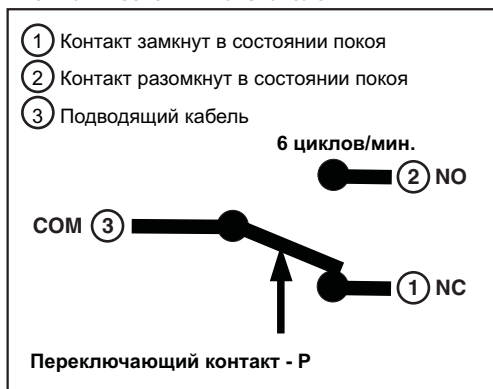 1 Контакт замкнут в состоянии покоя
2 Контакт разомкнут в состоянии покоя
3 Подводящий кабель
6 циклов/мин.
2 NO
COM 3
1 NC
Переключающий контакт - P